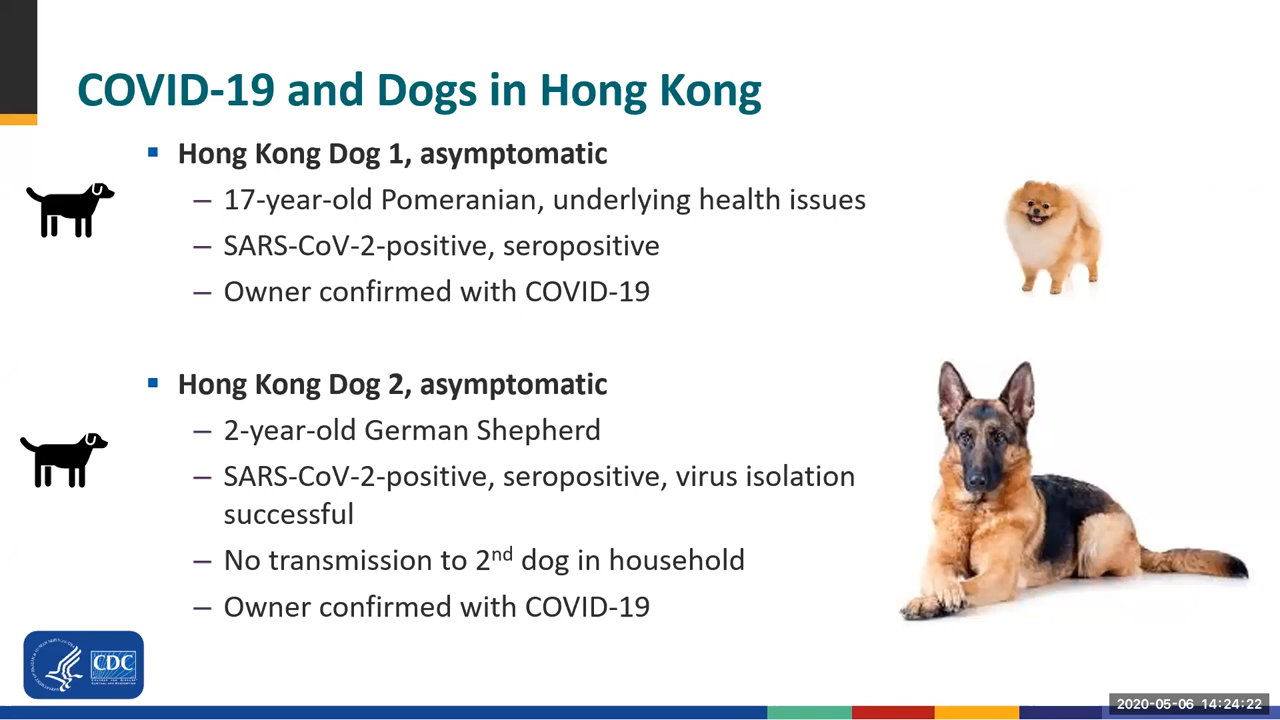 COVID-19 and Dogs in Hong Kong
▪ Hong Kong Dog 1, asymptomatic
– 17-year-old Pomeranian, underlying health issues
– SARS-CoV-2-positive, seropositive
– Owner confirmed with COVID-19
▪ Hong Kong Dog 2, asymptomatic
– 2-year-old German Shepherd
– SARS-CoV-2-positive, seropositive, virus isolation
successful
– No transmission to 2nd dog in household
– Owner confirmed with COVID-19
CDC
2020-05-06 14:24:22